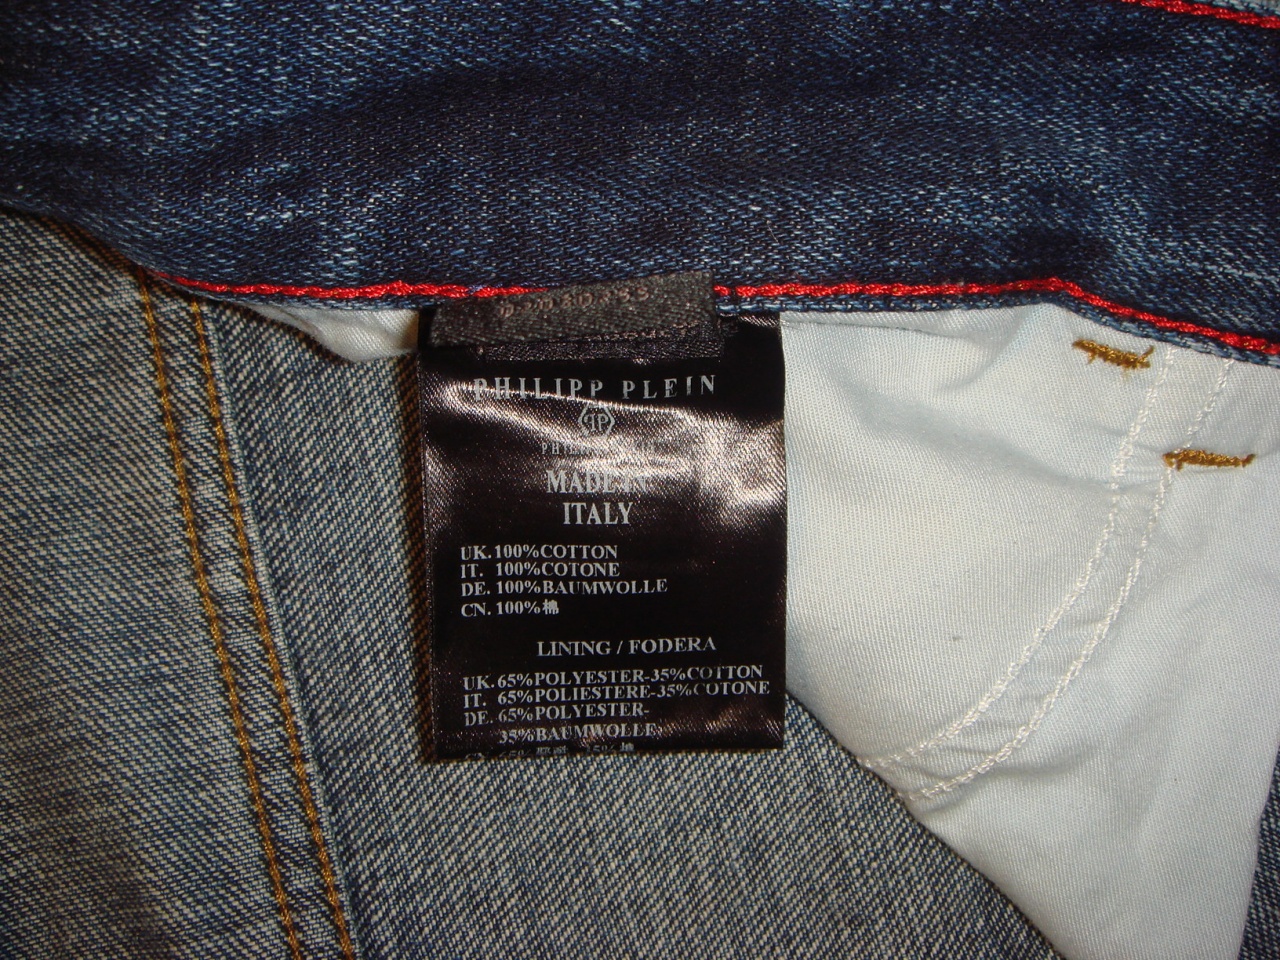 PHILIPP PLEIN
MADE IN
ITALY
UK. 100%COTTON
IT. 100%COTONE
DE. 100%BAUMWOLLE
CN. 100%棉
LINING / FODERA
UK. 65%POLYESTER-35%COTTON
IT. 65%POLIESTERE-35%COTONE
DE. 65%POLYESTER-
35%BAUMWOLLE